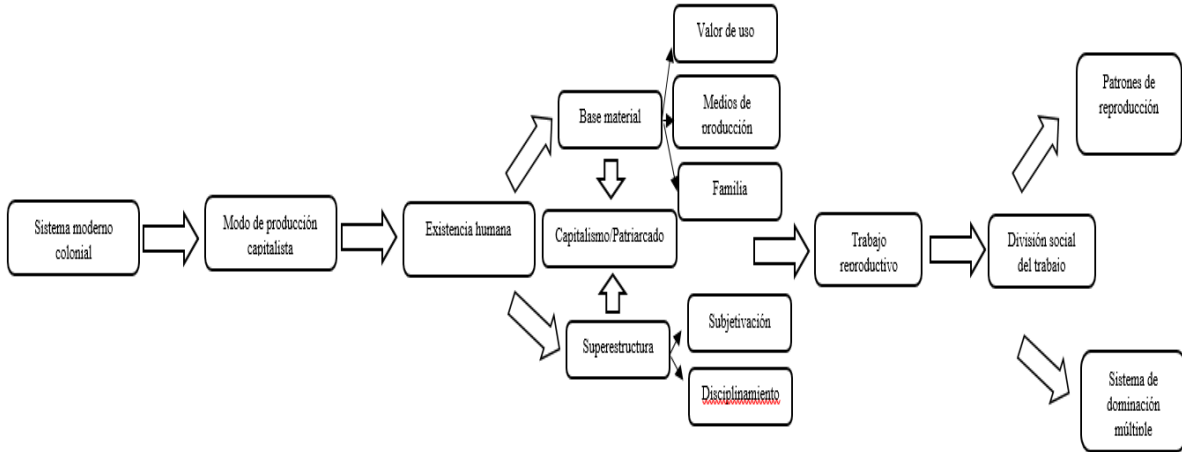 Sistema moderno
colonial
Modo de producción
capitalista
Existencia humana
Base material
Valor de uso
Medios de
producción
Familia
Capitalismo/Patriarcado
Superestructura
Subjetivación
Disciplinamiento
Trabajo
reproductivo
División social
del trabajo
Patrones de
reproducción
Sistema de
dominación
múltiple